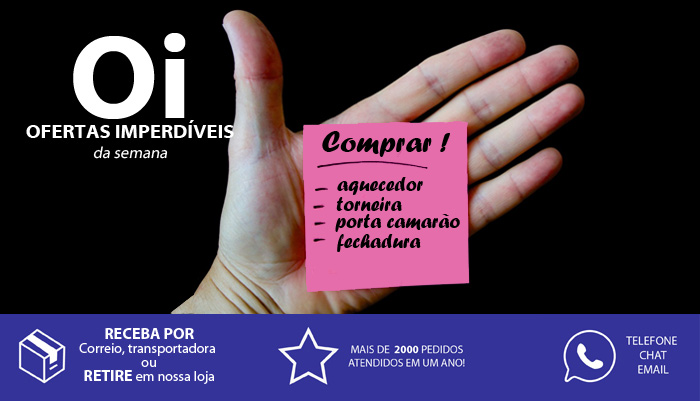 Oi
OFERTAS IMPERDÍVEIS
da semana
Comprar !
– aquecedor
– torneira
– porta camarão
– fechadura
RECEBA POR
Correio, transportadora
ou
RETIRE em nossa loja
MAIS DE 2000 PEDIDOS
ATENDIDOS EM UM ANO!
TELEFONE
CHAT
EMAIL